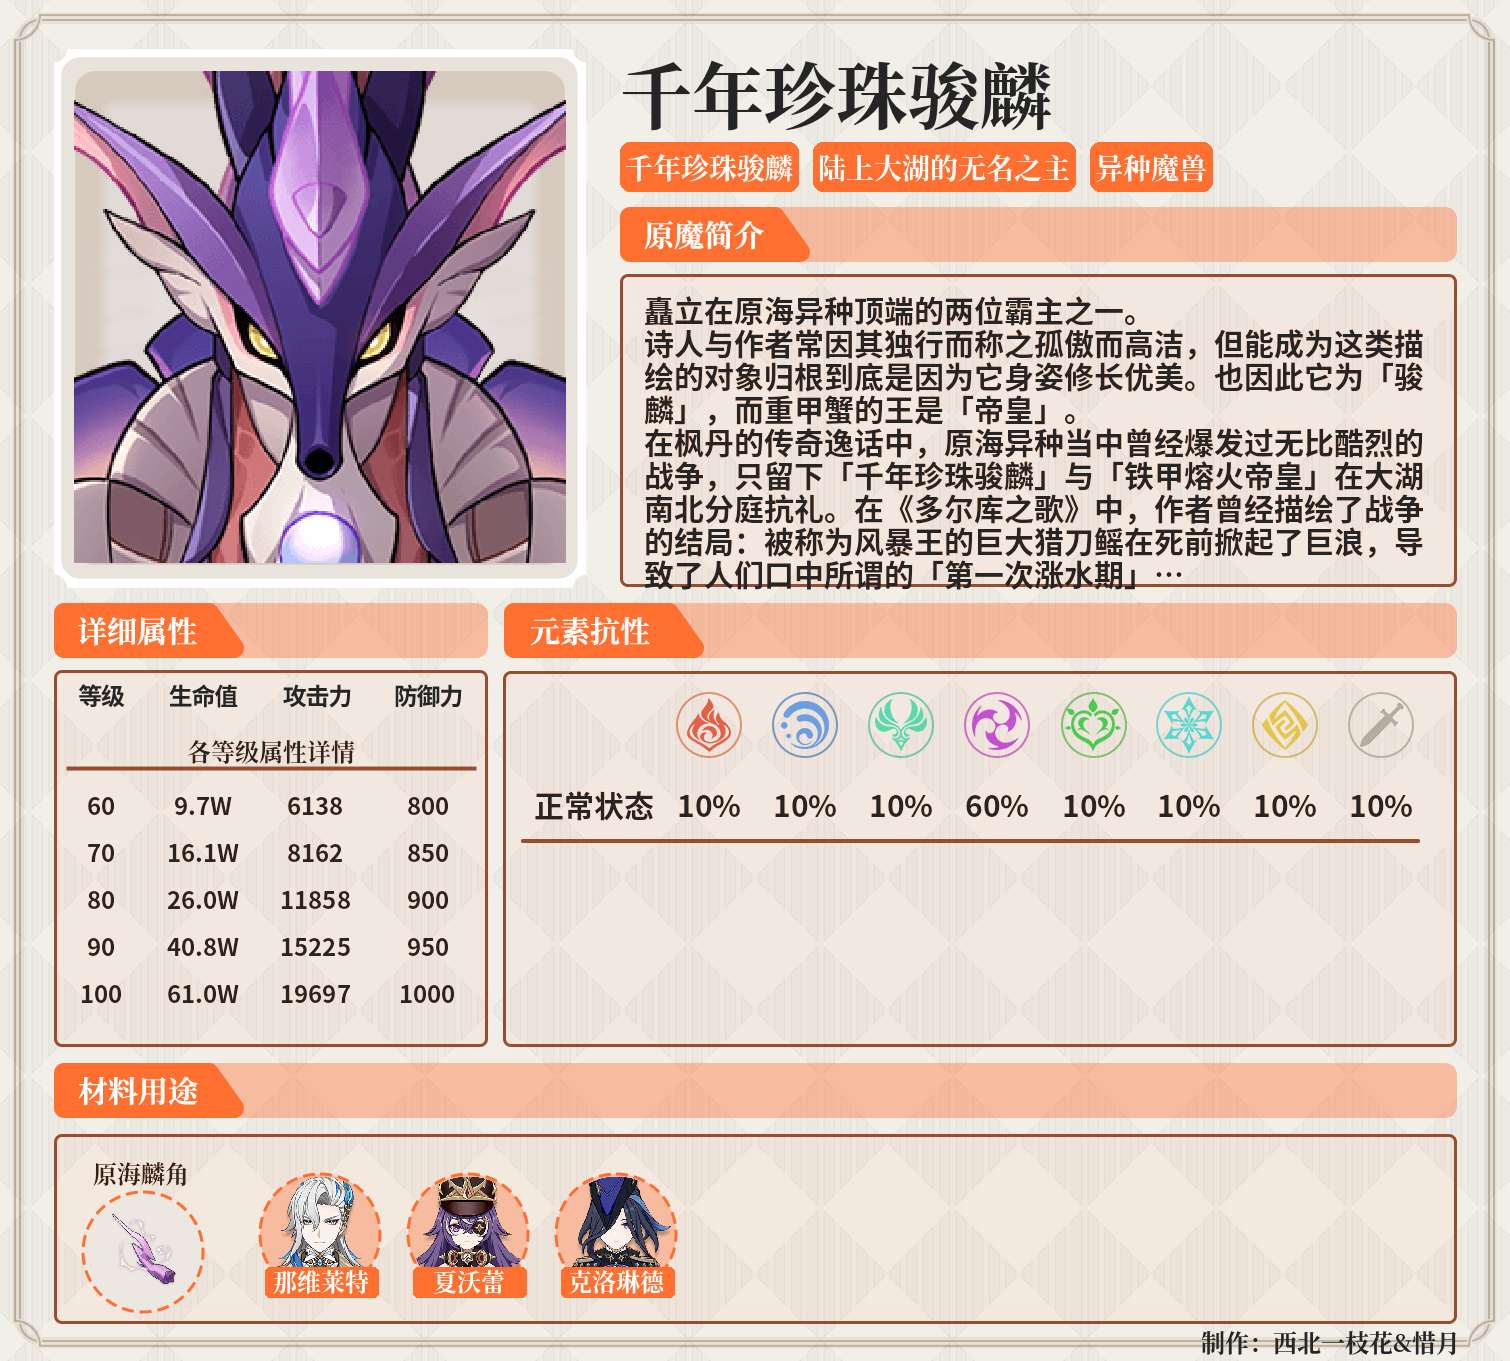 千年珍珠骏麟
千年珍珠骏麟 陆上大湖的无名之主 异种魔兽
原魔简介
矗立在原海异种顶端的两位霸主之一。
诗人与作者常因其独行而称之孤傲而高洁，但能成为这类描
绘的对象归根到底是因为它身姿修长优美。也因此它为「骏
麟」，而重甲蟹的王是「帝皇」。
在枫丹的传奇逸话中，原海异种当中曾经爆发过无比酷烈的
战争，只留下「千年珍珠骏麟」与「铁甲熔火帝皇」在大湖
南北分庭抗礼。在《多尔库之歌》中，作者曾经描绘了战争
的结局：被称为风暴王的巨大猎刀鳐在死前掀起了巨浪，导
致了人们口中所谓的「第一次涨水期」…
详细属性
等级 生命值 攻击力 防御力
各等级属性详情
60 9.7W 6138 800
70 16.1W 8162 850
80 26.0W 11858 900
90 40.8W 15225 950
100 61.0W 19697 1000
元素抗性
正常状态 10% 10% 10% 60% 10% 10% 10% 10%
材料用途
原海麟角
那维莱特 夏沃蕾 克洛琳德
制作：西北一枝花&惜月